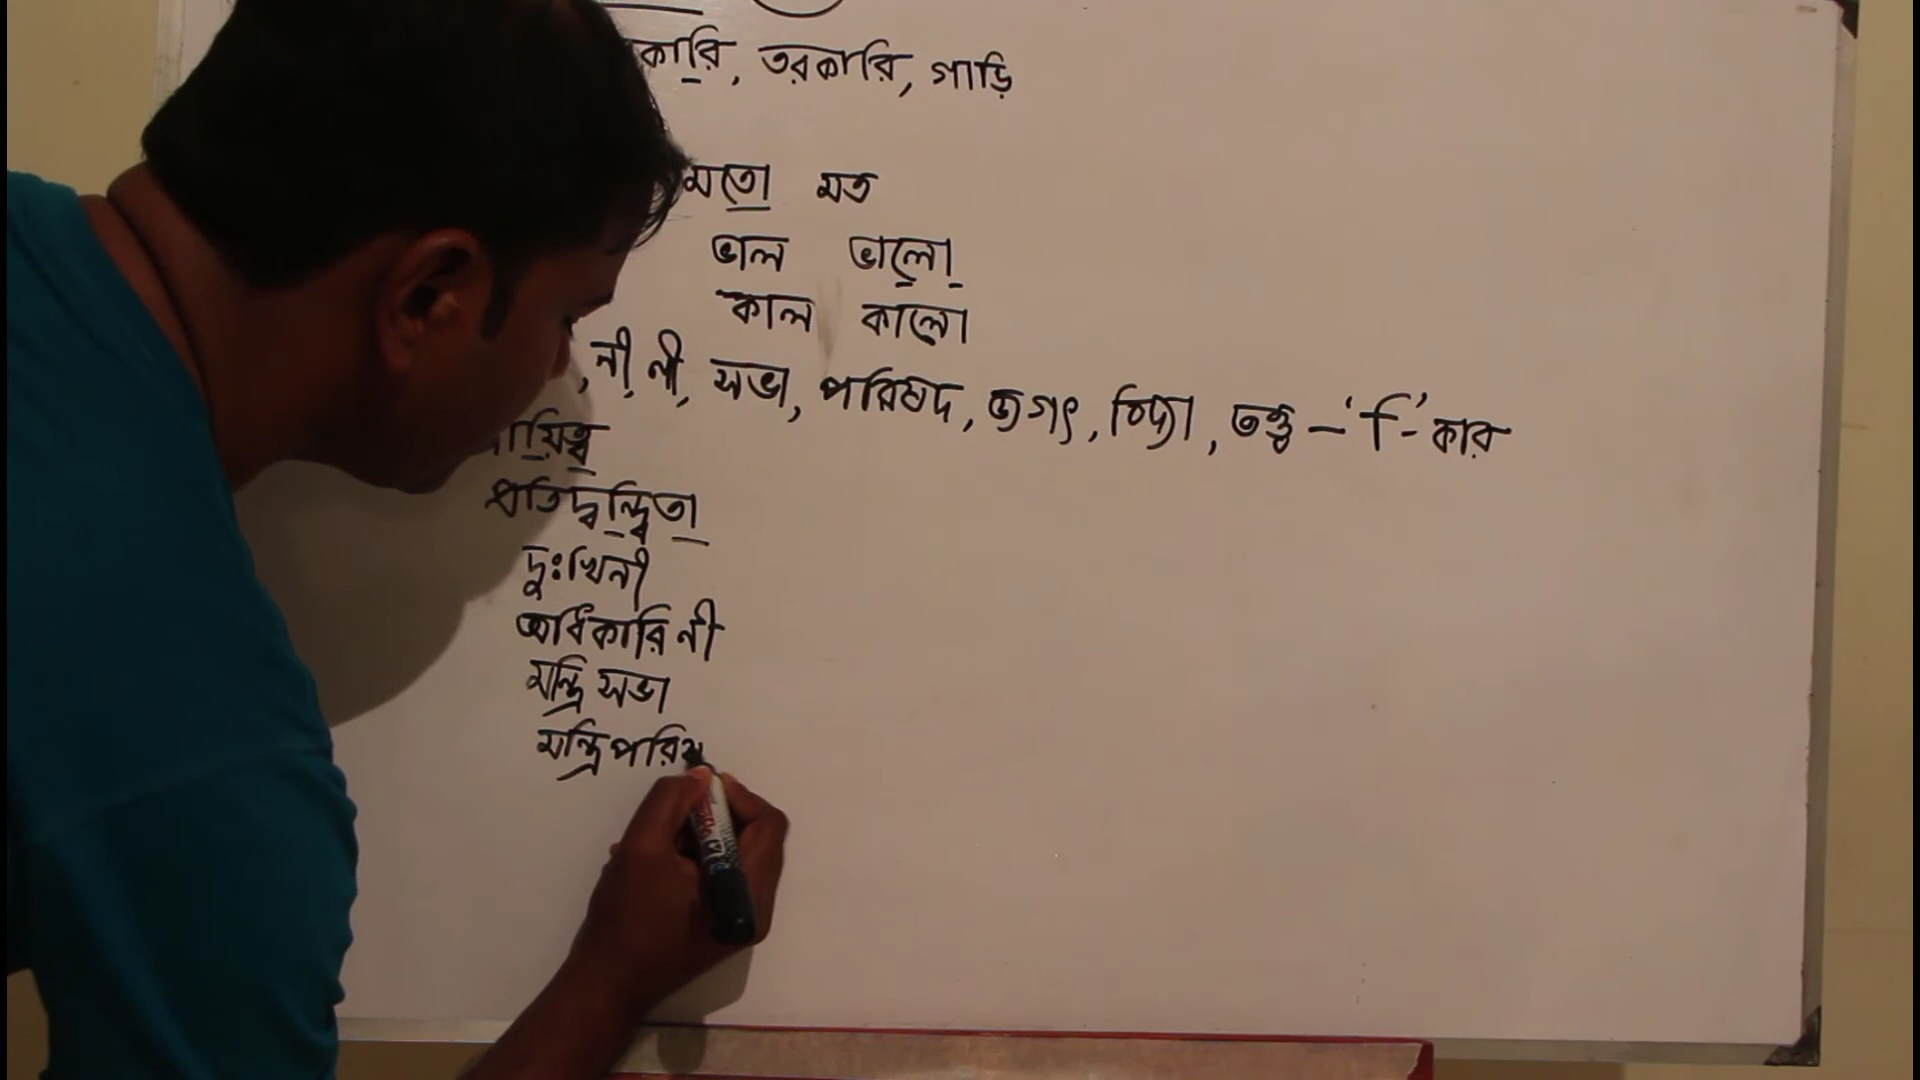 কারি, তরকারি, গাড়ি
মতো মত
ভাল ভালো
কাল কালো
, নী, ণী, সভা, পরিষদ, জগৎ, বিদ্যা, তত্ত্ব – ‘ি’- কার
প্রতিদ্বন্দ্বিতা
দুঃখিনী
অধিকারিণী
মন্ত্রিসভা
মন্ত্রিপরিষ